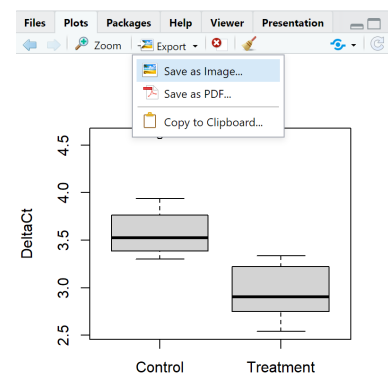 Files Plots Packages Help Viewer Presentation
Zoom Export
Save as Image...
Save as PDF...
Copy to Clipboard...
4.5
4.0
3.5
3.0
2.5
DeltaCt
Control Treatment